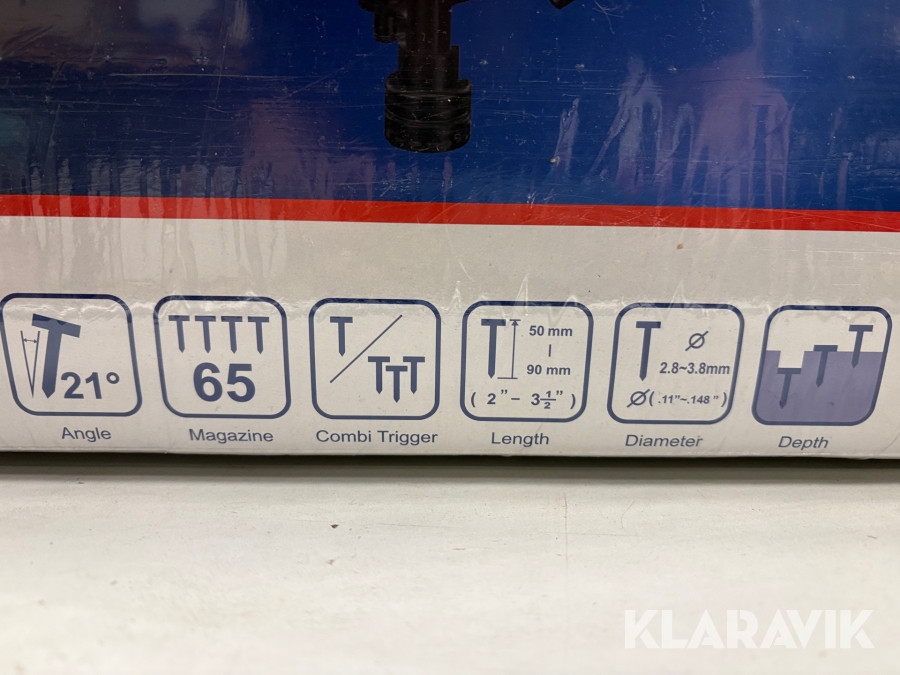 21°
Angle
65
Magazine
Combi Trigger
50 mm
90 mm
( 2" - 3½" )
Length
Ø
2.8~3.8mm
Ø( .11"~.148" )
Diameter
Depth
KLARAVIK